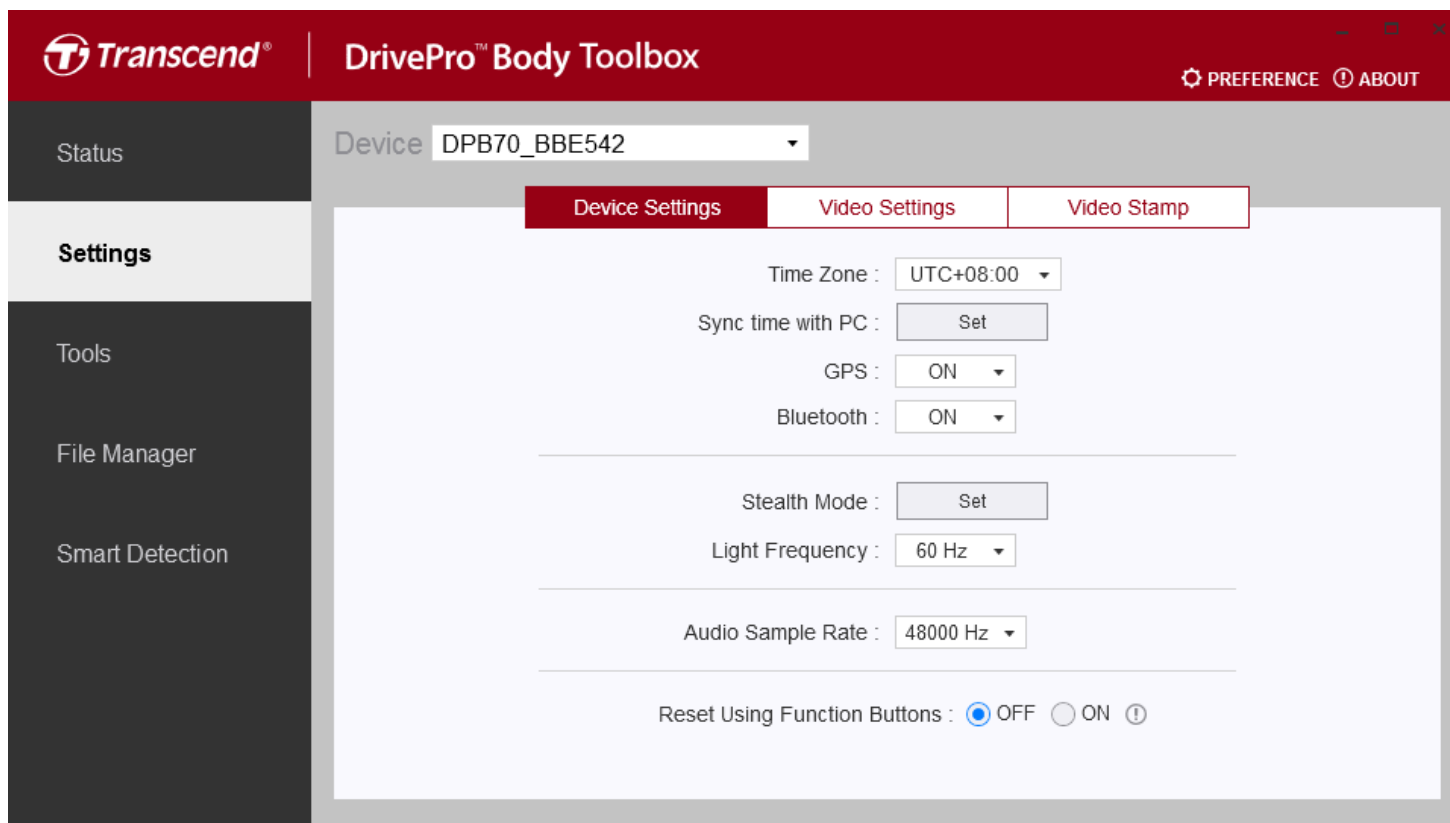 Transcend® DrivePro™ Body Toolbox
PREFERENCE ABOUT
Status
Settings
Tools
File Manager
Smart Detection
Device DPB70_BBE542
Device Settings Video Settings Video Stamp
Time Zone : UTC+08:00
Sync time with PC : Set
GPS : ON
Bluetooth : ON
Stealth Mode : Set
Light Frequency : 60 Hz
Audio Sample Rate : 48000 Hz
Reset Using Function Buttons : OFF ON